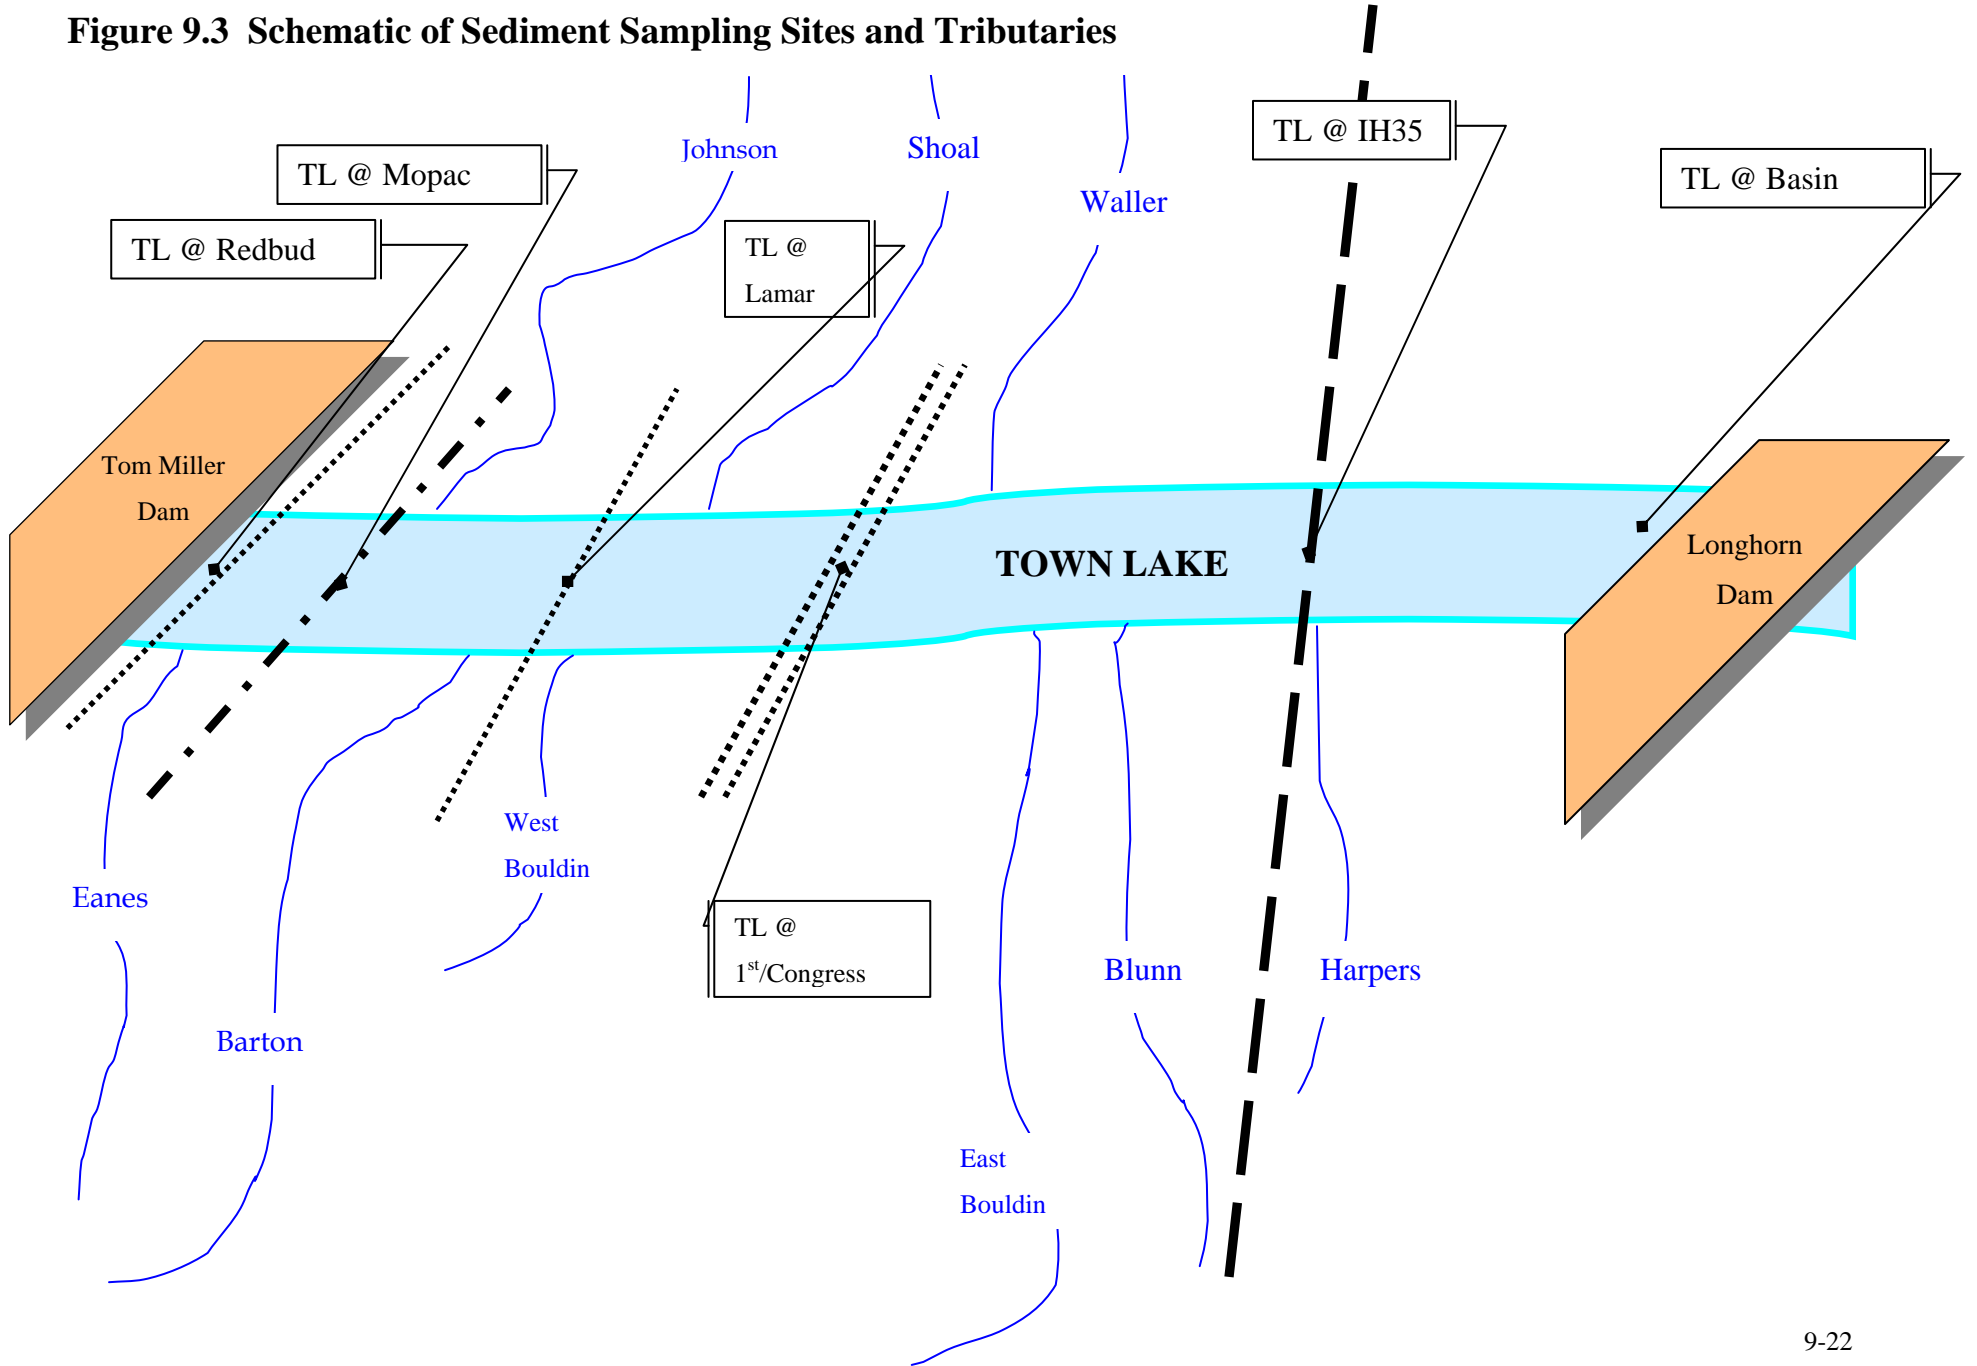 Figure 9.3 Schematic of Sediment Sampling Sites and Tributaries
TL @ IH35
Johnson
Shoal
TL @ Mopac
TL @ Basin
Waller
TL @ Redbud
TL @
Lamar
Tom Miller
Dam
TOWN LAKE
Longhorn
Dam
West
Bouldin
Eanes
TL @
1st/Congress
Blunn
Harpers
Barton
East
Bouldin
9-22